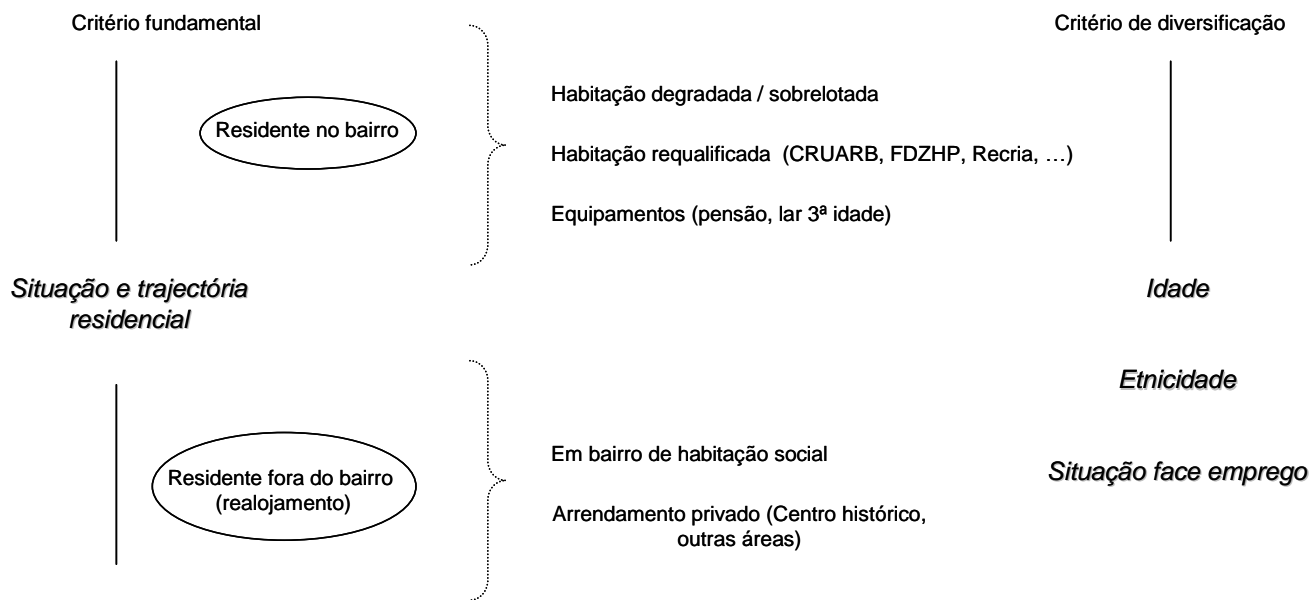 Critério fundamental
Critério de diversificação
Residente no bairro
Habitação degradada / sobrelotada
Habitação requalificada (CRUARB, FDZHP, Recria, …)
Equipamentos (pensão, lar 3ª idade)
Situação e trajectória
residencial
Idade
Etnicidade
Situação face emprego
Residente fora do bairro
(realojamento)
Em bairro de habitação social
Arrendamento privado (Centro histórico,
outras áreas)